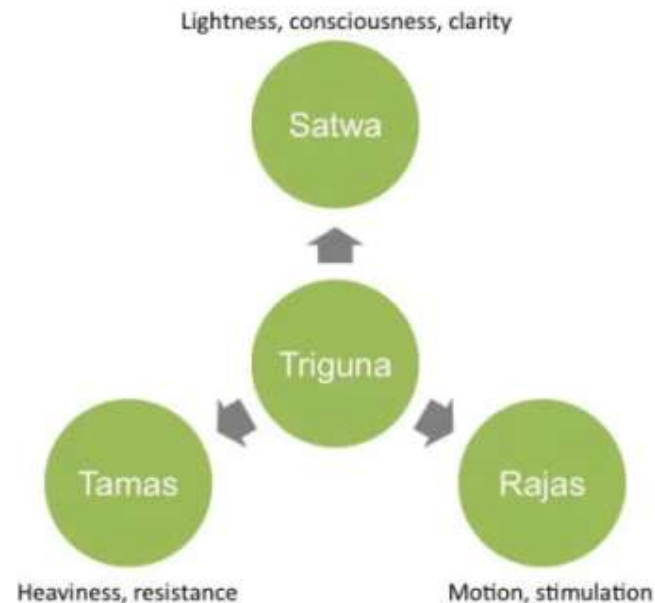 Lightness, consciousness, clarity
Satwa
Triguna
Tamas
Rajas
Heaviness, resistance
Motion, stimulation